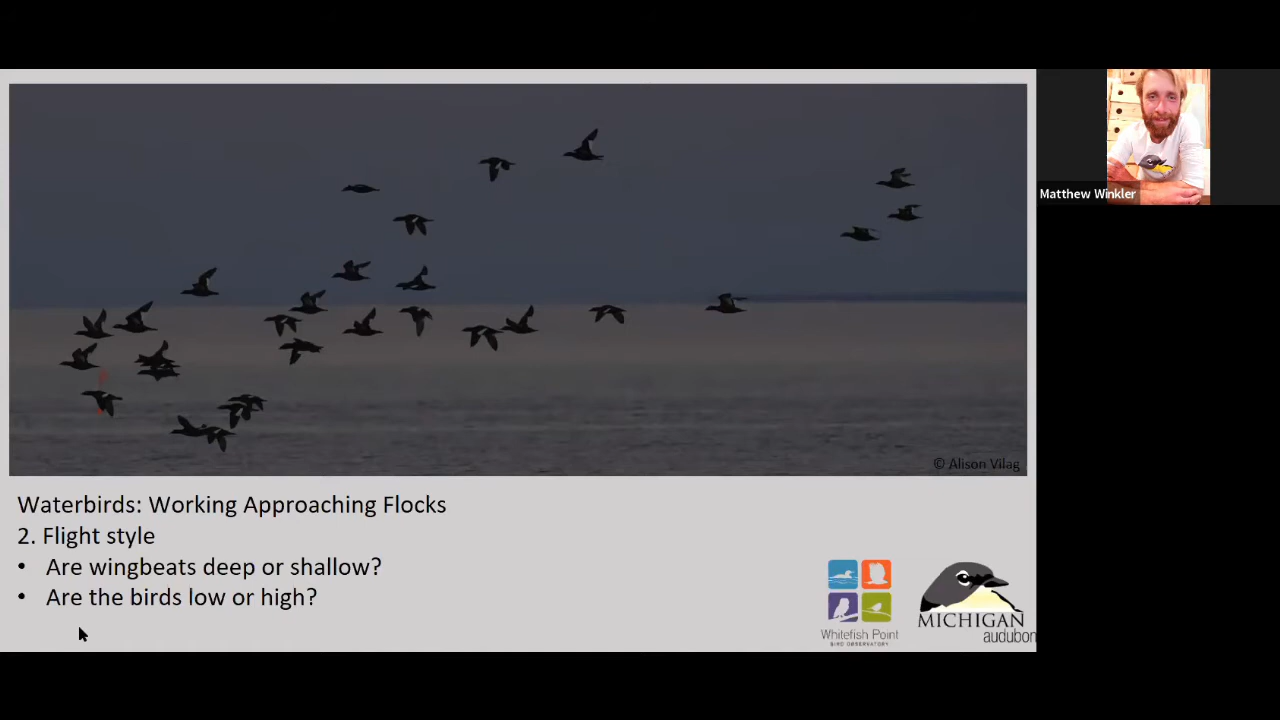 Matthew Winkler
© Alison Vilag
Waterbirds: Working Approaching Flocks
2. Flight style
• Are wingbeats deep or shallow?
• Are the birds low or high?
Whitefish Point
BIRD OBSERVATORY
MICHIGAN
audubon